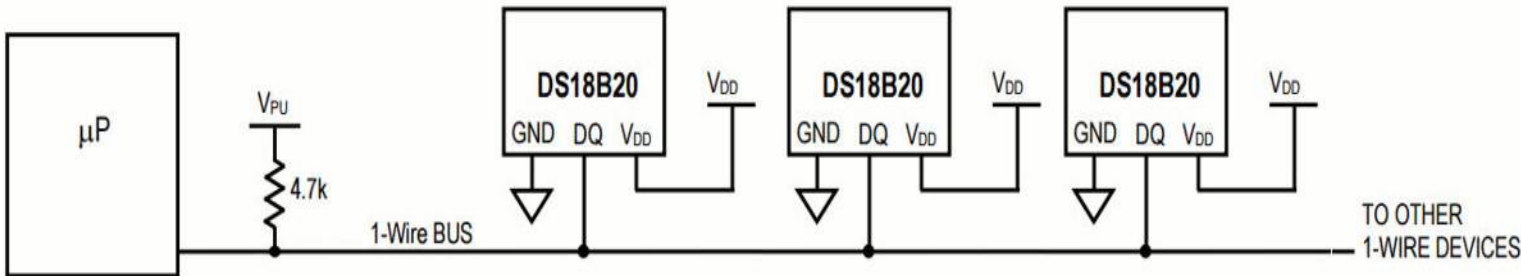 μP
VPU
4.7k
1-Wire BUS
DS18B20
GND DQ VDD
VDD
DS18B20
GND DQ VDD
VDD
DS18B20
GND DQ VDD
VDD
TO OTHER
1-WIRE DEVICES